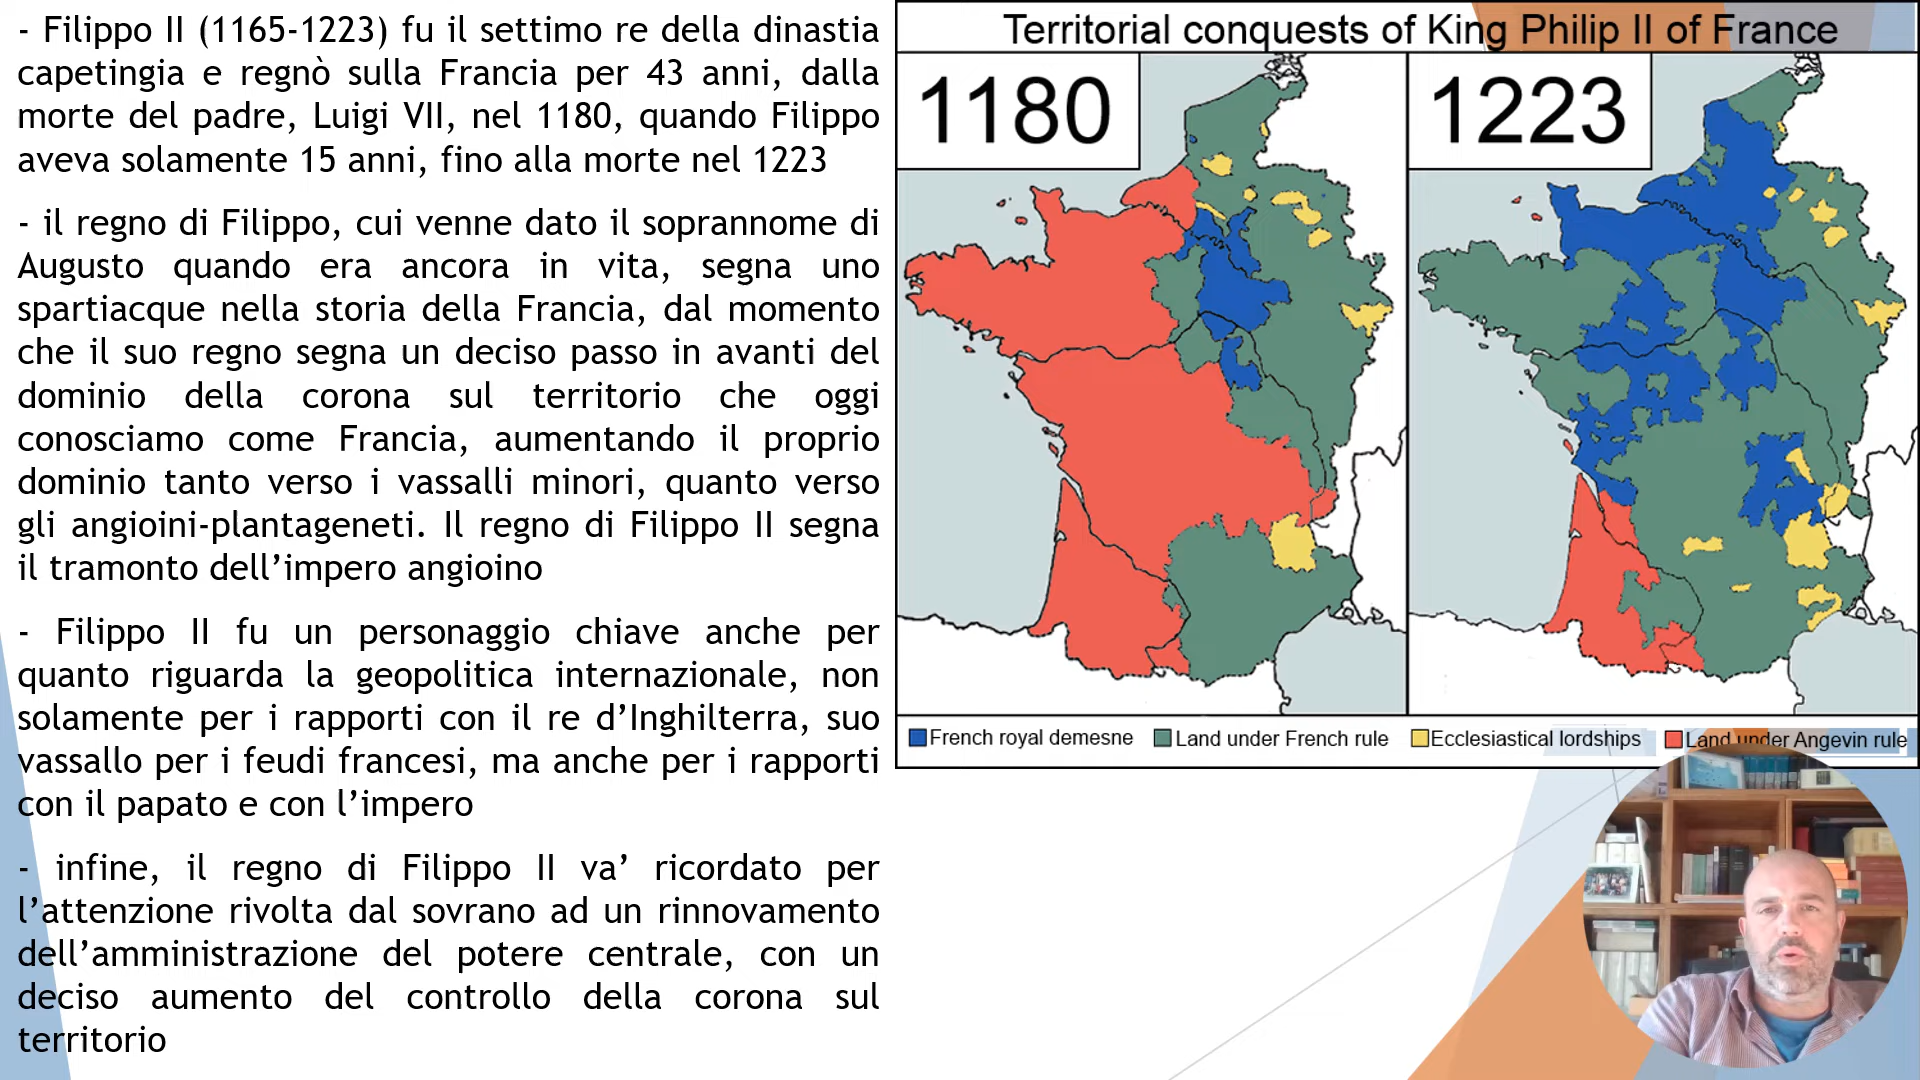 - Filippo II (1165-1223) fu il settimo re della dinastia
capetingia e regnò sulla Francia per 43 anni, dalla
morte del padre, Luigi VII, nel 1180, quando Filippo
aveva solamente 15 anni, fino alla morte nel 1223
- il regno di Filippo, cui venne dato il soprannome di
Augusto quando era ancora in vita, segna uno
spartiacque nella storia della Francia, dal momento
che il suo regno segna un deciso passo in avanti del
dominio della corona sul territorio che oggi
conosciamo come Francia, aumentando il proprio
dominio tanto verso i vassalli minori, quanto verso
gli angioini-plantageneti. Il regno di Filippo II segna
il tramonto dell’impero angioino
- Filippo II fu un personaggio chiave anche per
quanto riguarda la geopolitica internazionale, non
solamente per i rapporti con il re d’Inghilterra, suo
vassallo per i feudi francesi, ma anche per i rapporti
con il papato e con l’impero
- infine, il regno di Filippo II va’ ricordato per
l’attenzione rivolta dal sovrano ad un rinnovamento
dell’amministrazione del potere centrale, con un
deciso aumento del controllo della corona sul
territorio
Territorial conquests of King Philip II of France
1180
1223
French royal demesne
Land under French rule
Ecclesiastical lordships
Land under Angevin rule